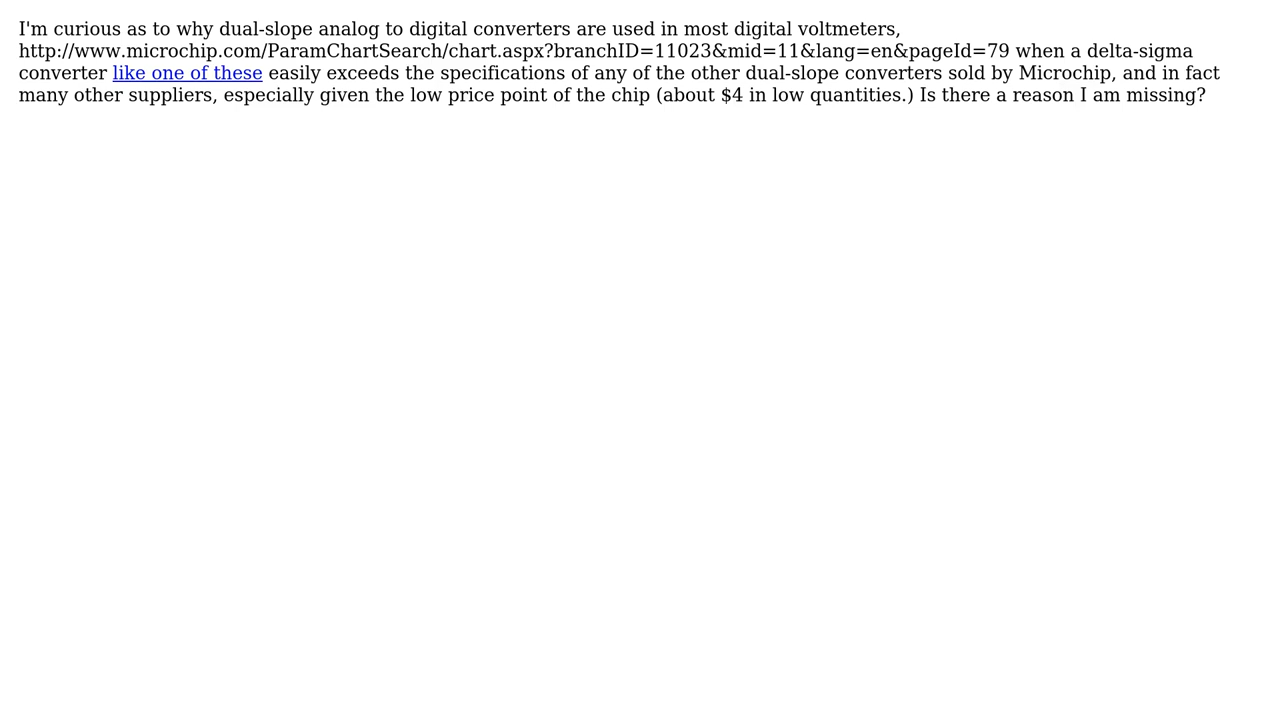 I'm curious as to why dual-slope analog to digital converters are used in most digital voltmeters,
http://www.microchip.com/ParamChartSearch/chart.aspx?branchID=11023&mid=11&lang=en&pageId=79 when a delta-sigma
converter like one of these easily exceeds the specifications of any of the other dual-slope converters sold by Microchip, and in fact
many other suppliers, especially given the low price point of the chip (about $4 in low quantities.) Is there a reason I am missing?